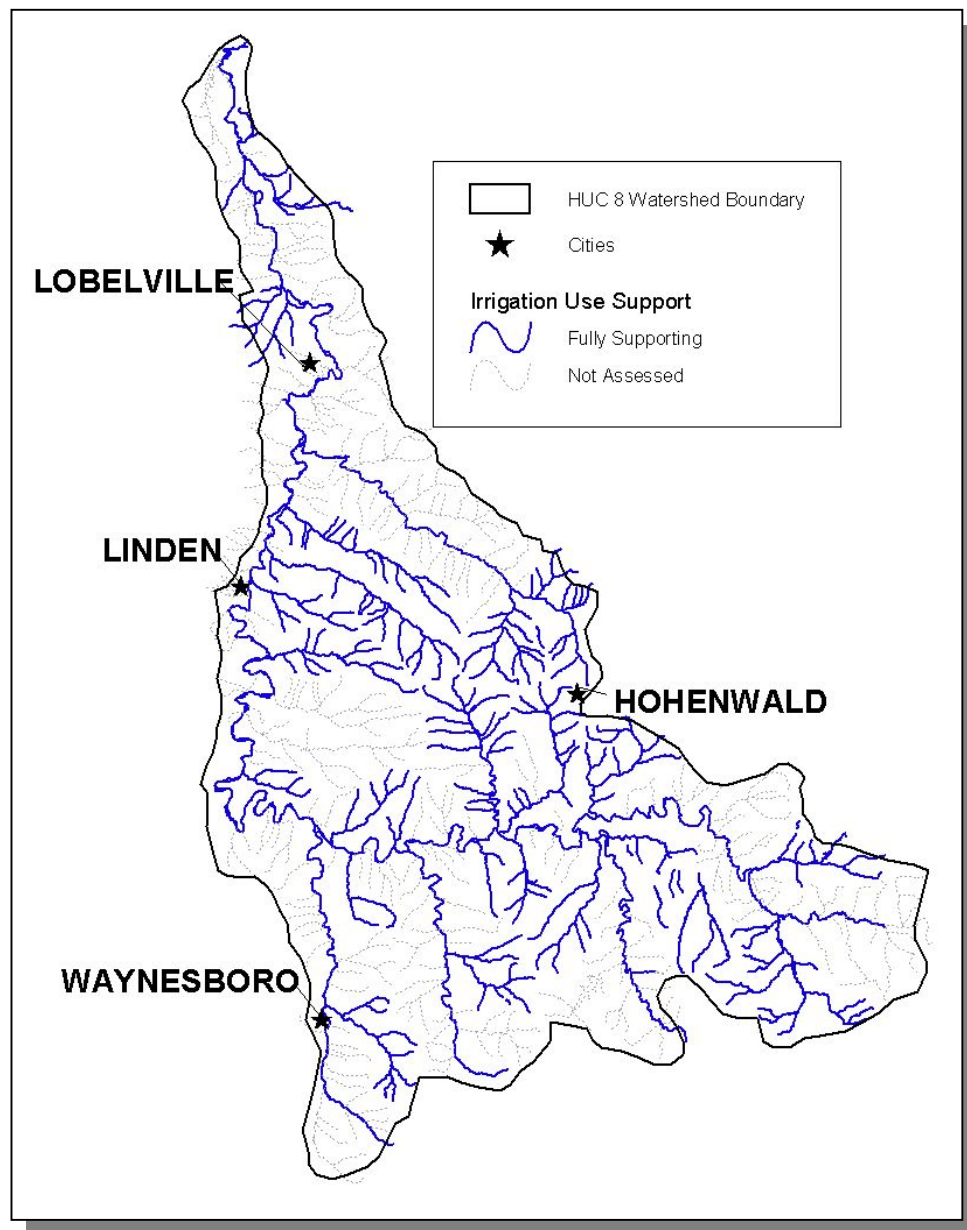 HUC 8 Watershed Boundary
Cities
LOBELVILLE
Irrigation Use Support
Fully Supporting
Not Assessed
LINDEN
HOHENWALD
WAYNESBORO